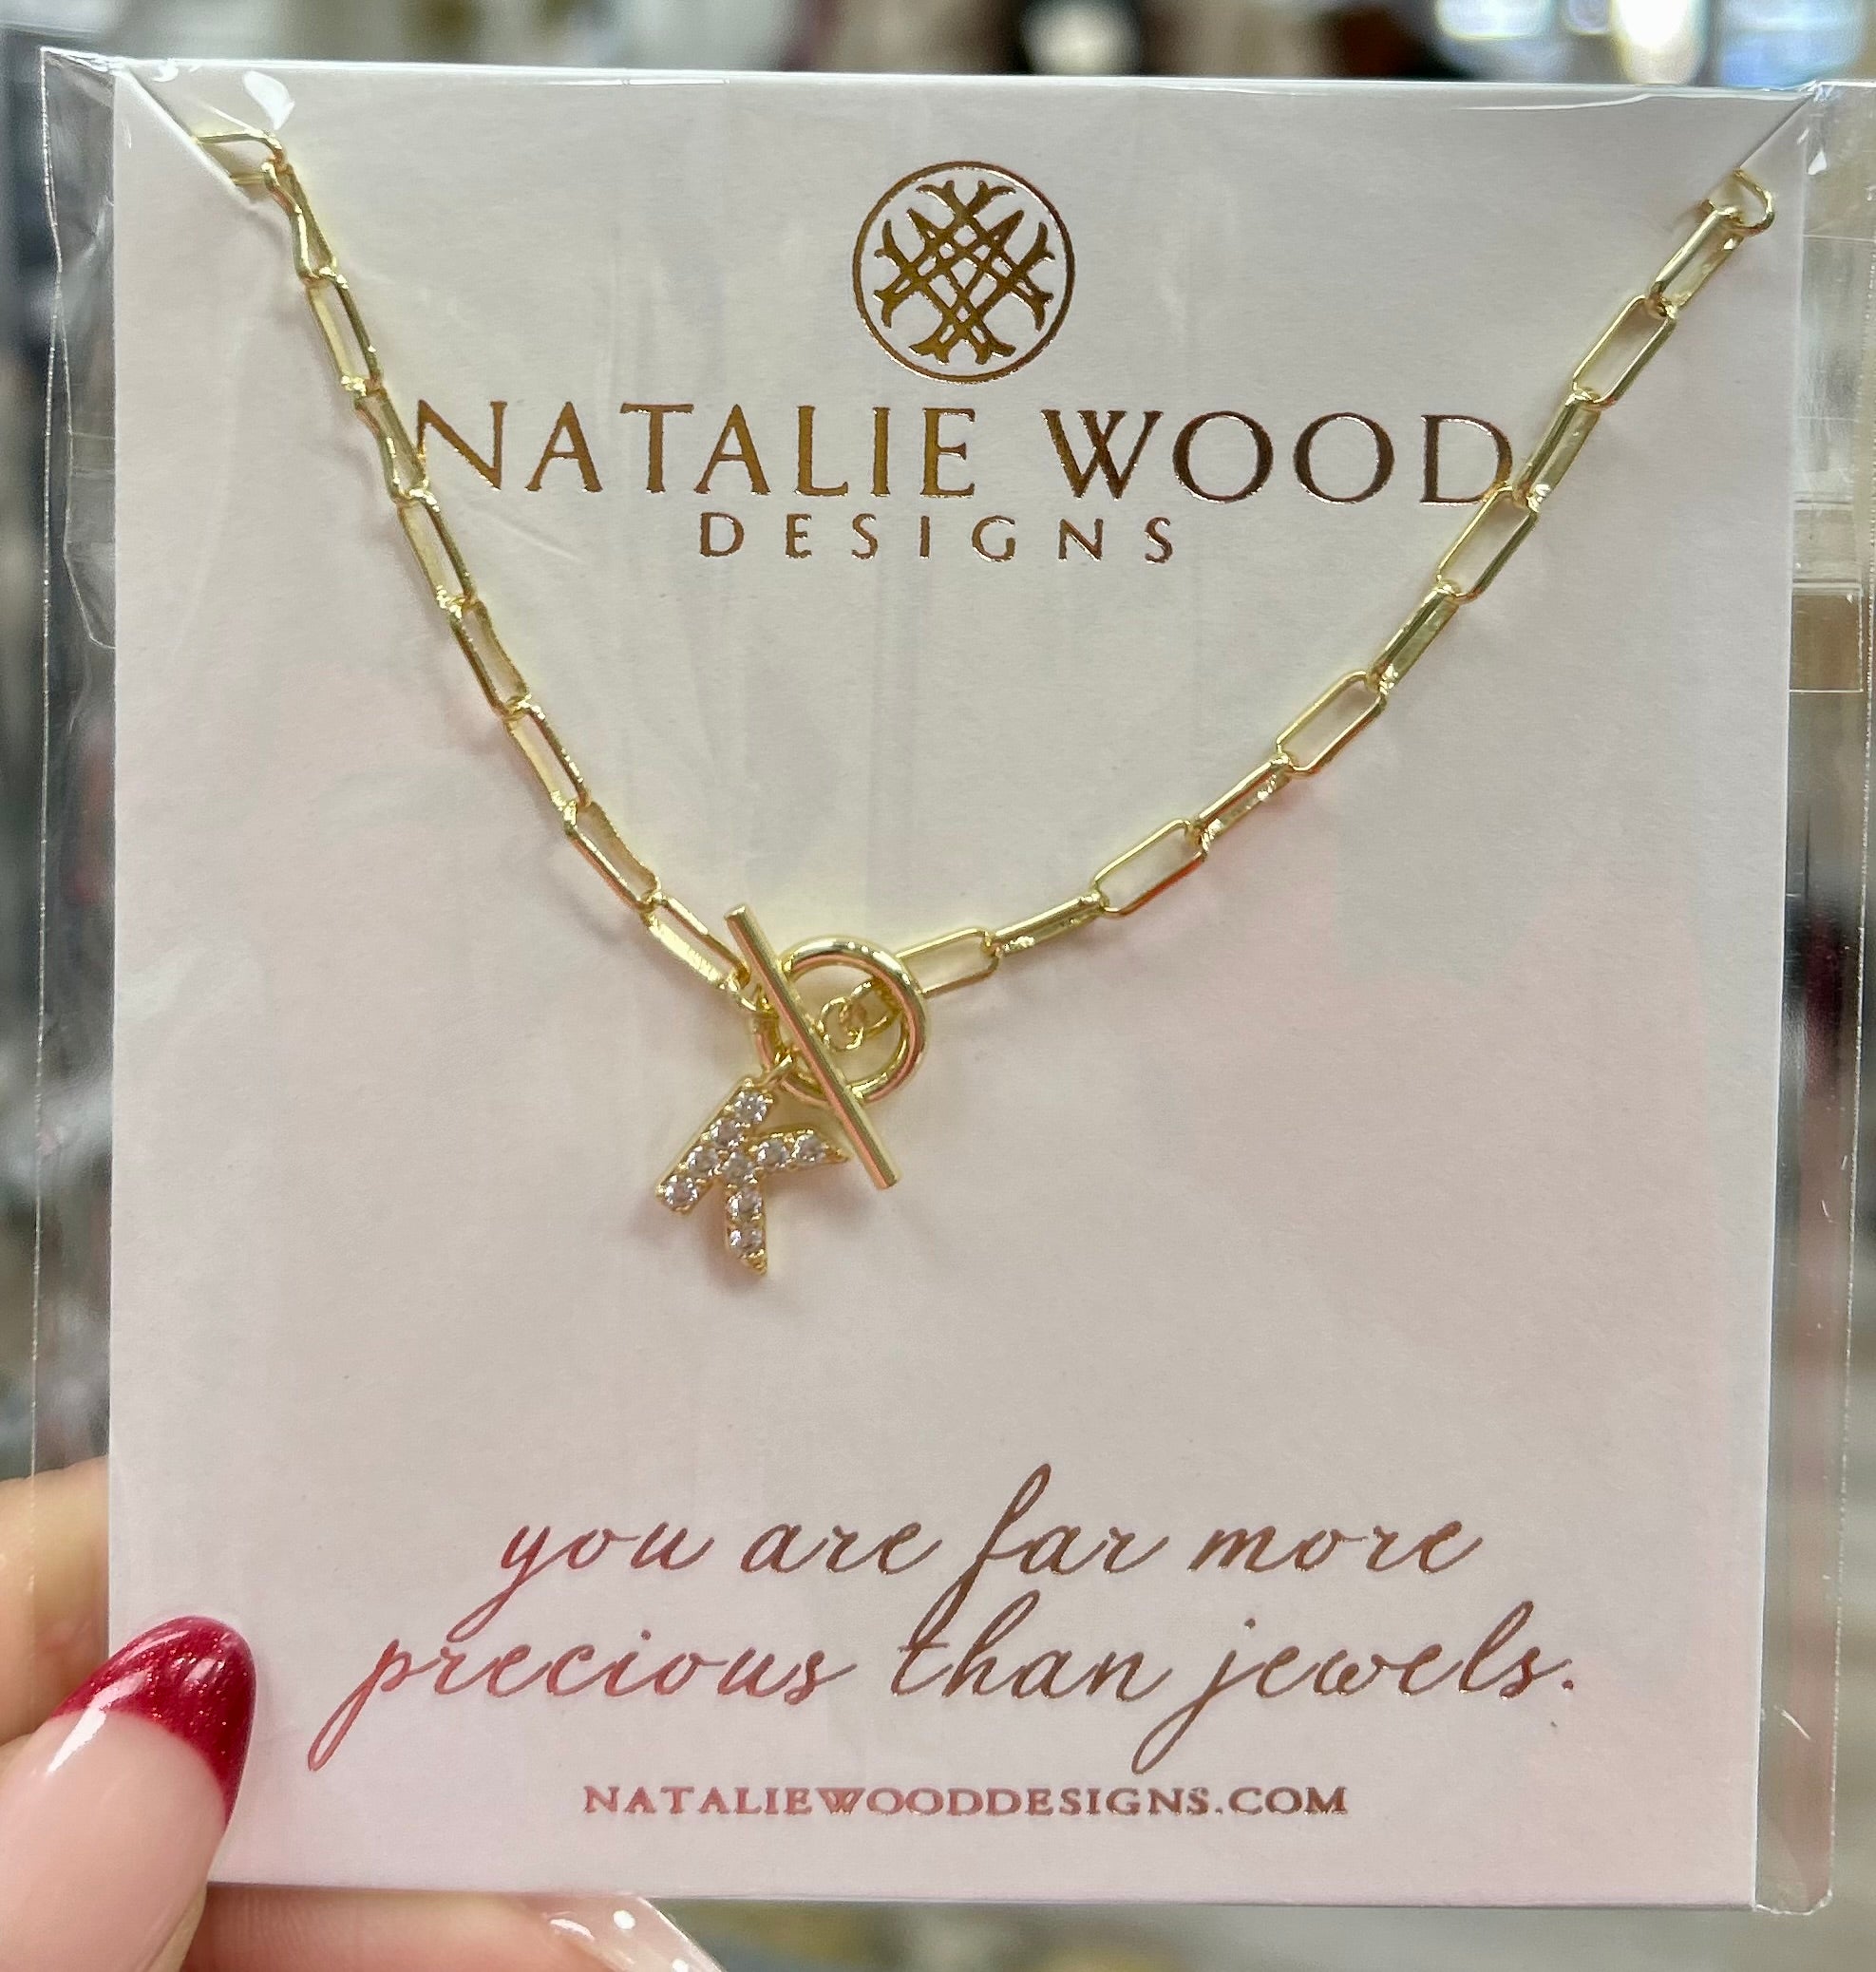 NATALIE WOOD
DESIGNS
K
you are far more
precious than jewels.
NATALIEWOODDESIGNS.COM